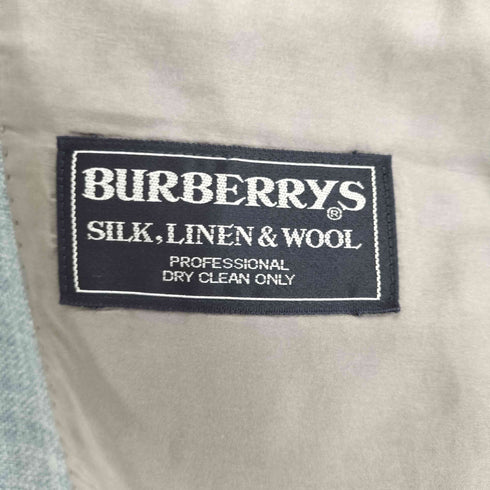 BURBERRYS®
SILK, LINEN & WOOL
PROFESSIONAL
DRY CLEAN ONLY